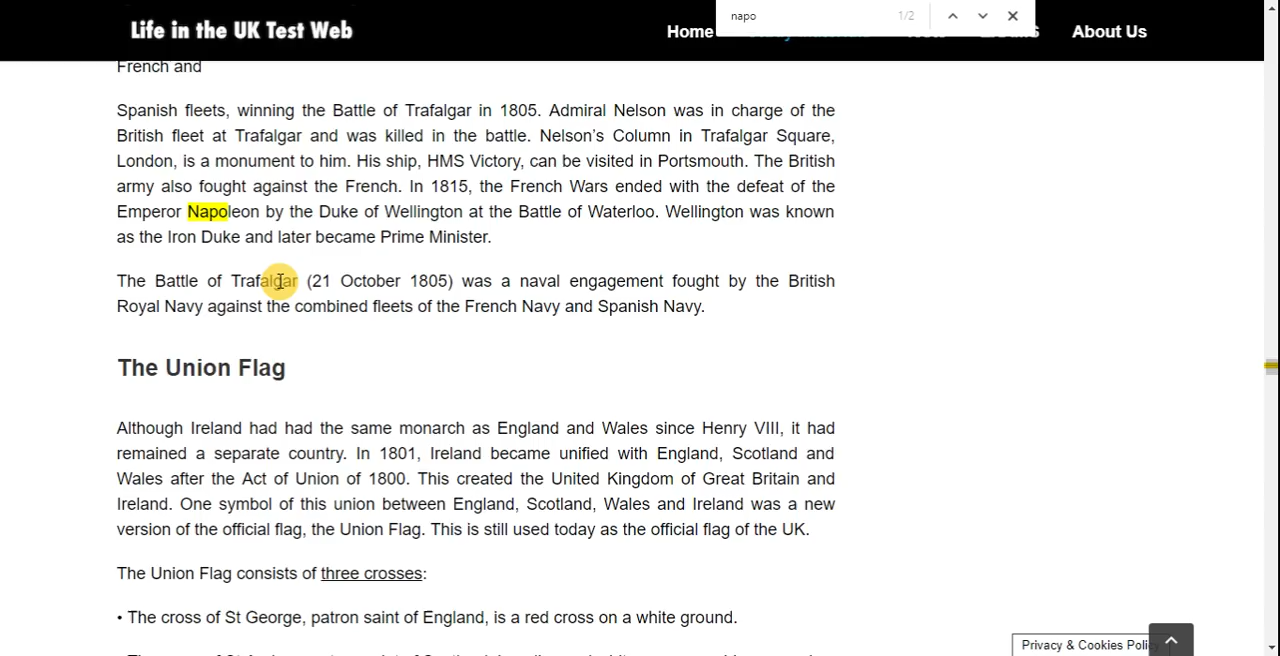 Life in the UK Test Web
napo
1/2
Home
About Us
French and
Spanish fleets, winning the Battle of Trafalgar in 1805. Admiral Nelson was in charge of the
British fleet at Trafalgar and was killed in the battle. Nelson's Column in Trafalgar Square,
London, is a monument to him. His ship, HMS Victory, can be visited in Portsmouth. The British
army also fought against the French. In 1815, the French Wars ended with the defeat of the
Emperor Napoleon by the Duke of Wellington at the Battle of Waterloo. Wellington was known
as the Iron Duke and later became Prime Minister.
The Battle of Trafalgar (21 October 1805) was a naval engagement fought by the British
Royal Navy against the combined fleets of the French Navy and Spanish Navy.
The Union Flag
Although Ireland had had the same monarch as England and Wales since Henry VIII, it had
remained a separate country. In 1801, Ireland became unified with England, Scotland and
Wales after the Act of Union of 1800. This created the United Kingdom of Great Britain and
Ireland. One symbol of this union between England, Scotland, Wales and Ireland was a new
version of the official flag, the Union Flag. This is still used today as the official flag of the UK.
The Union Flag consists of three crosses:
• The cross of St George, patron saint of England, is a red cross on a white ground.
Privacy & Cookies Policy